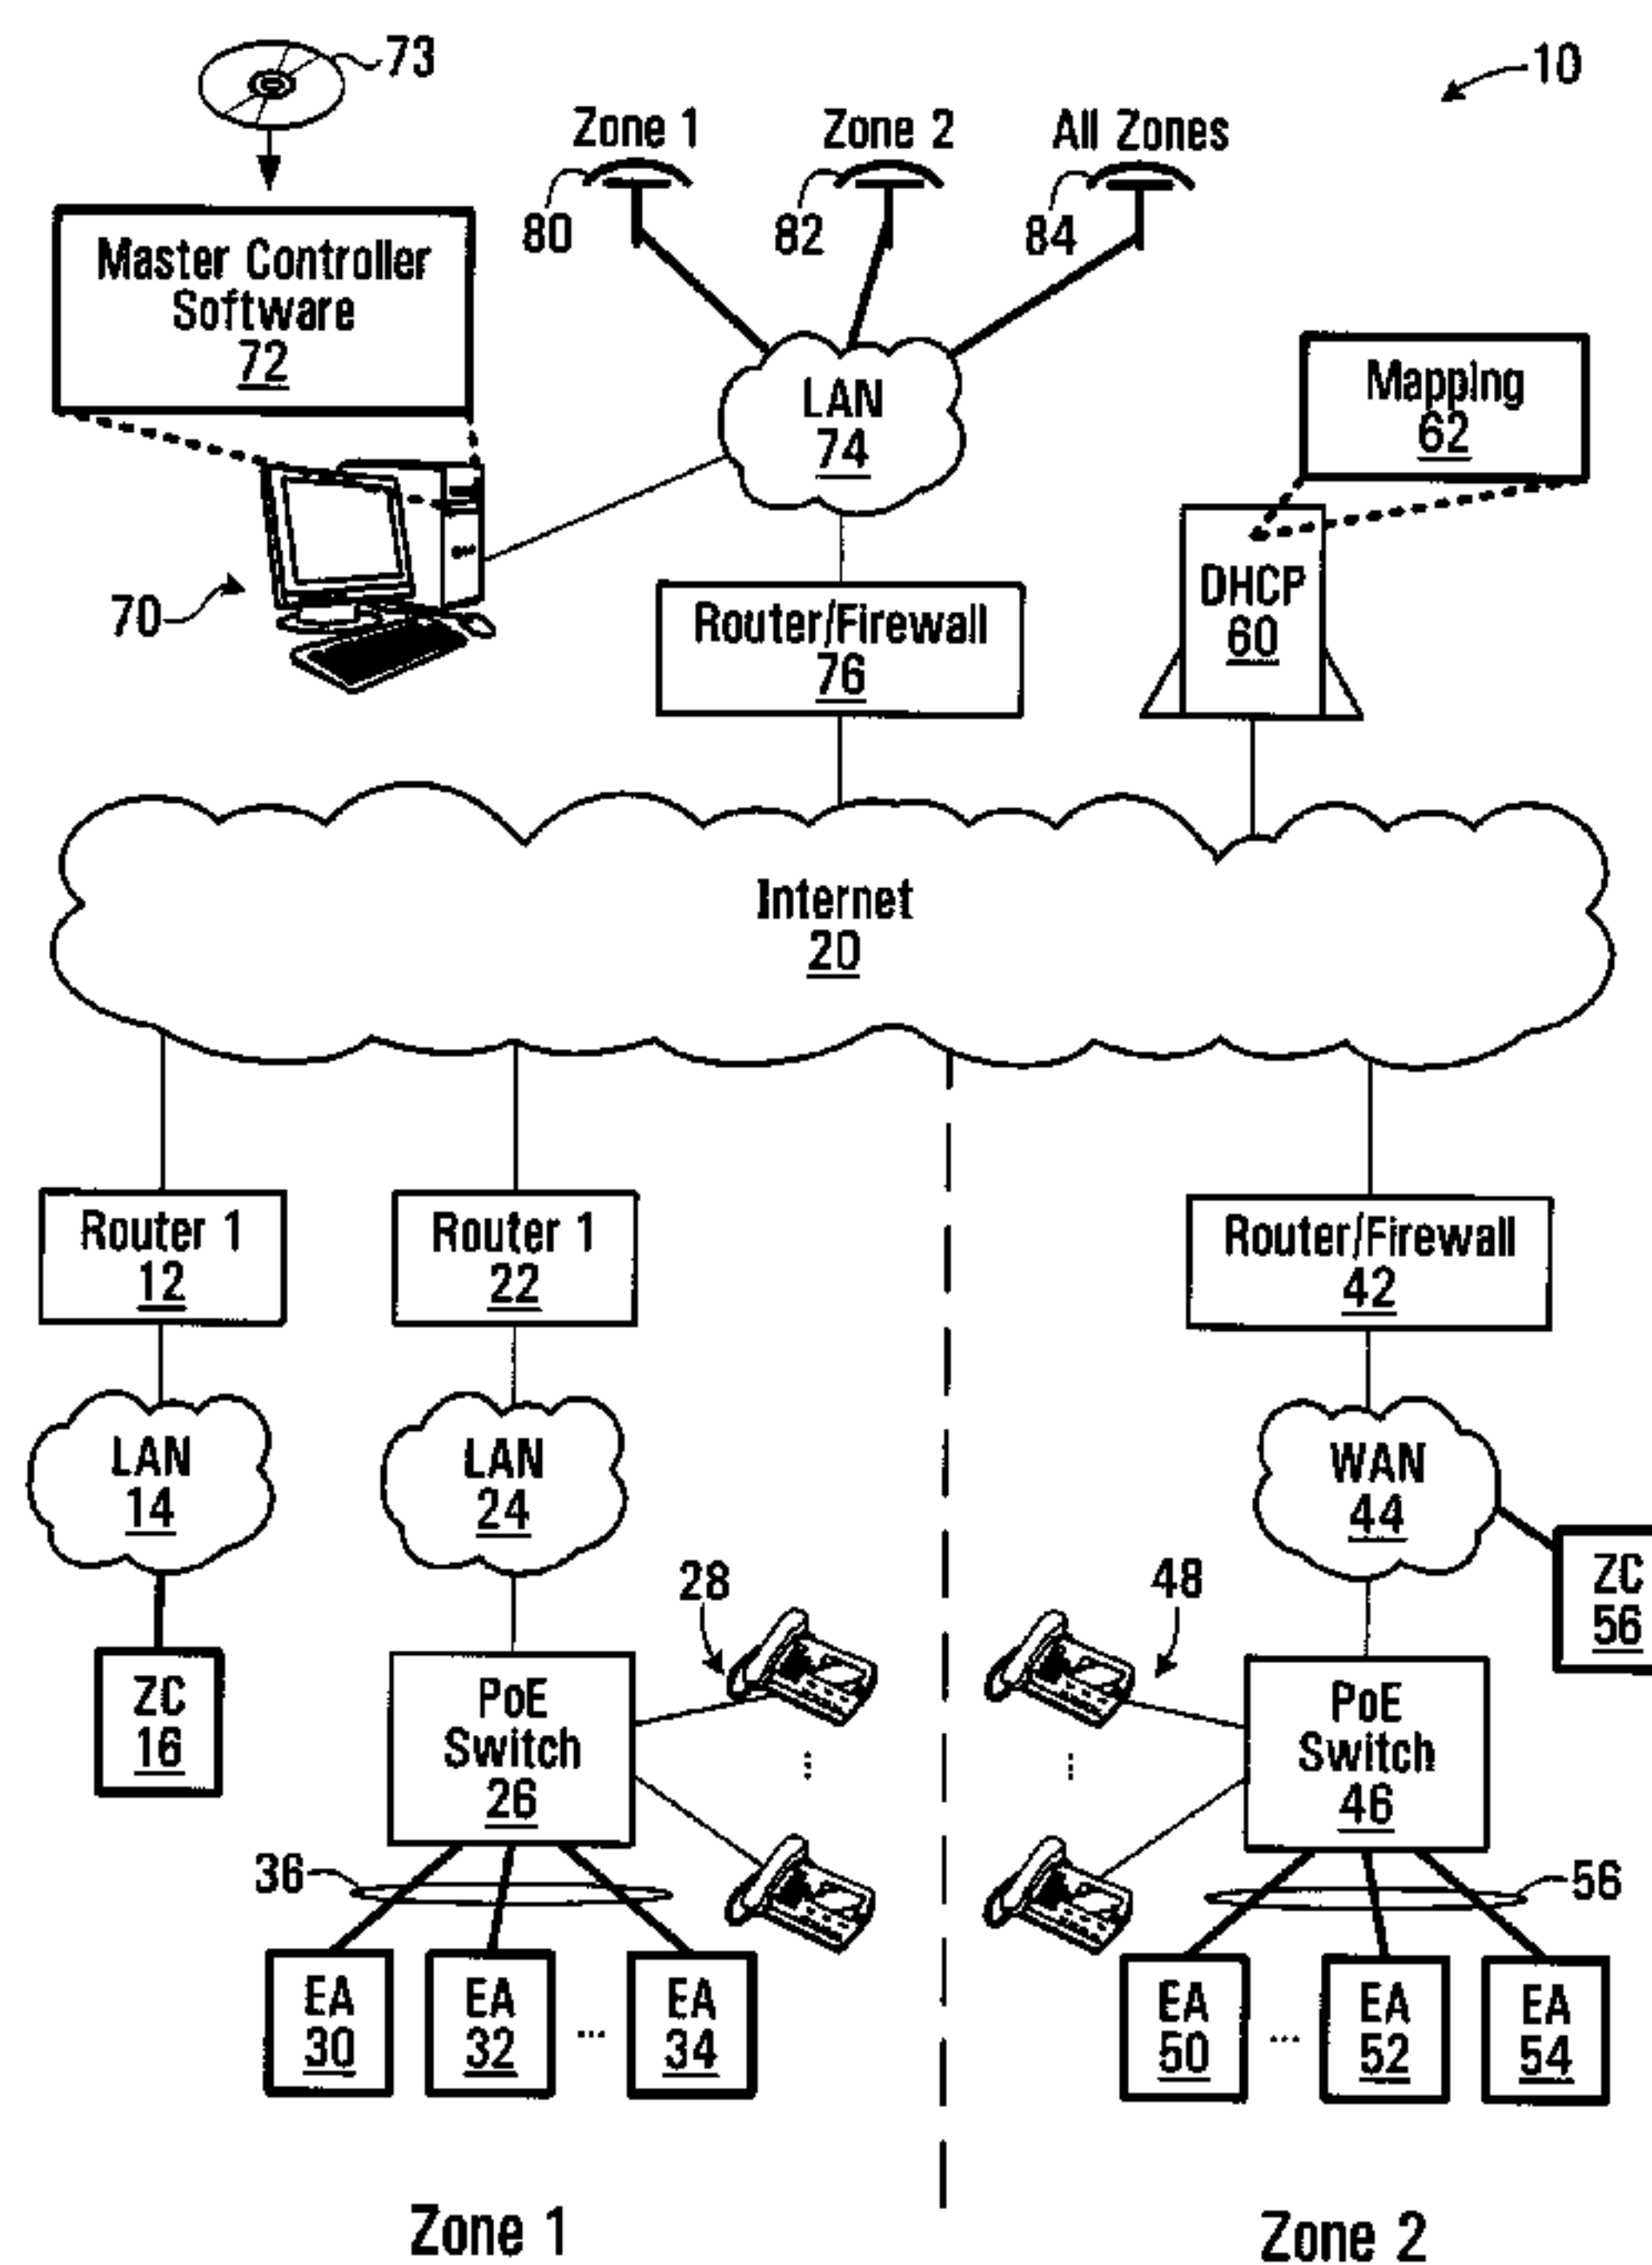 73
10
Zone 1
Zone 2
All Zones
80
82
84
Master Controller
Software
72
LAN
74
Mapping
62
70
Router/Firewall
76
DHCP
60
Internet
20
Router 1
12
Router 1
22
Router/Firewall
42
LAN
14
LAN
24
WAN
44
ZC
16
28
48
ZC
56
PoE
Switch
26
PoE
Switch
46
36
56
EA
30
EA
32
...
EA
34
EA
50
...
EA
52
EA
54
Zone 1
Zone 2